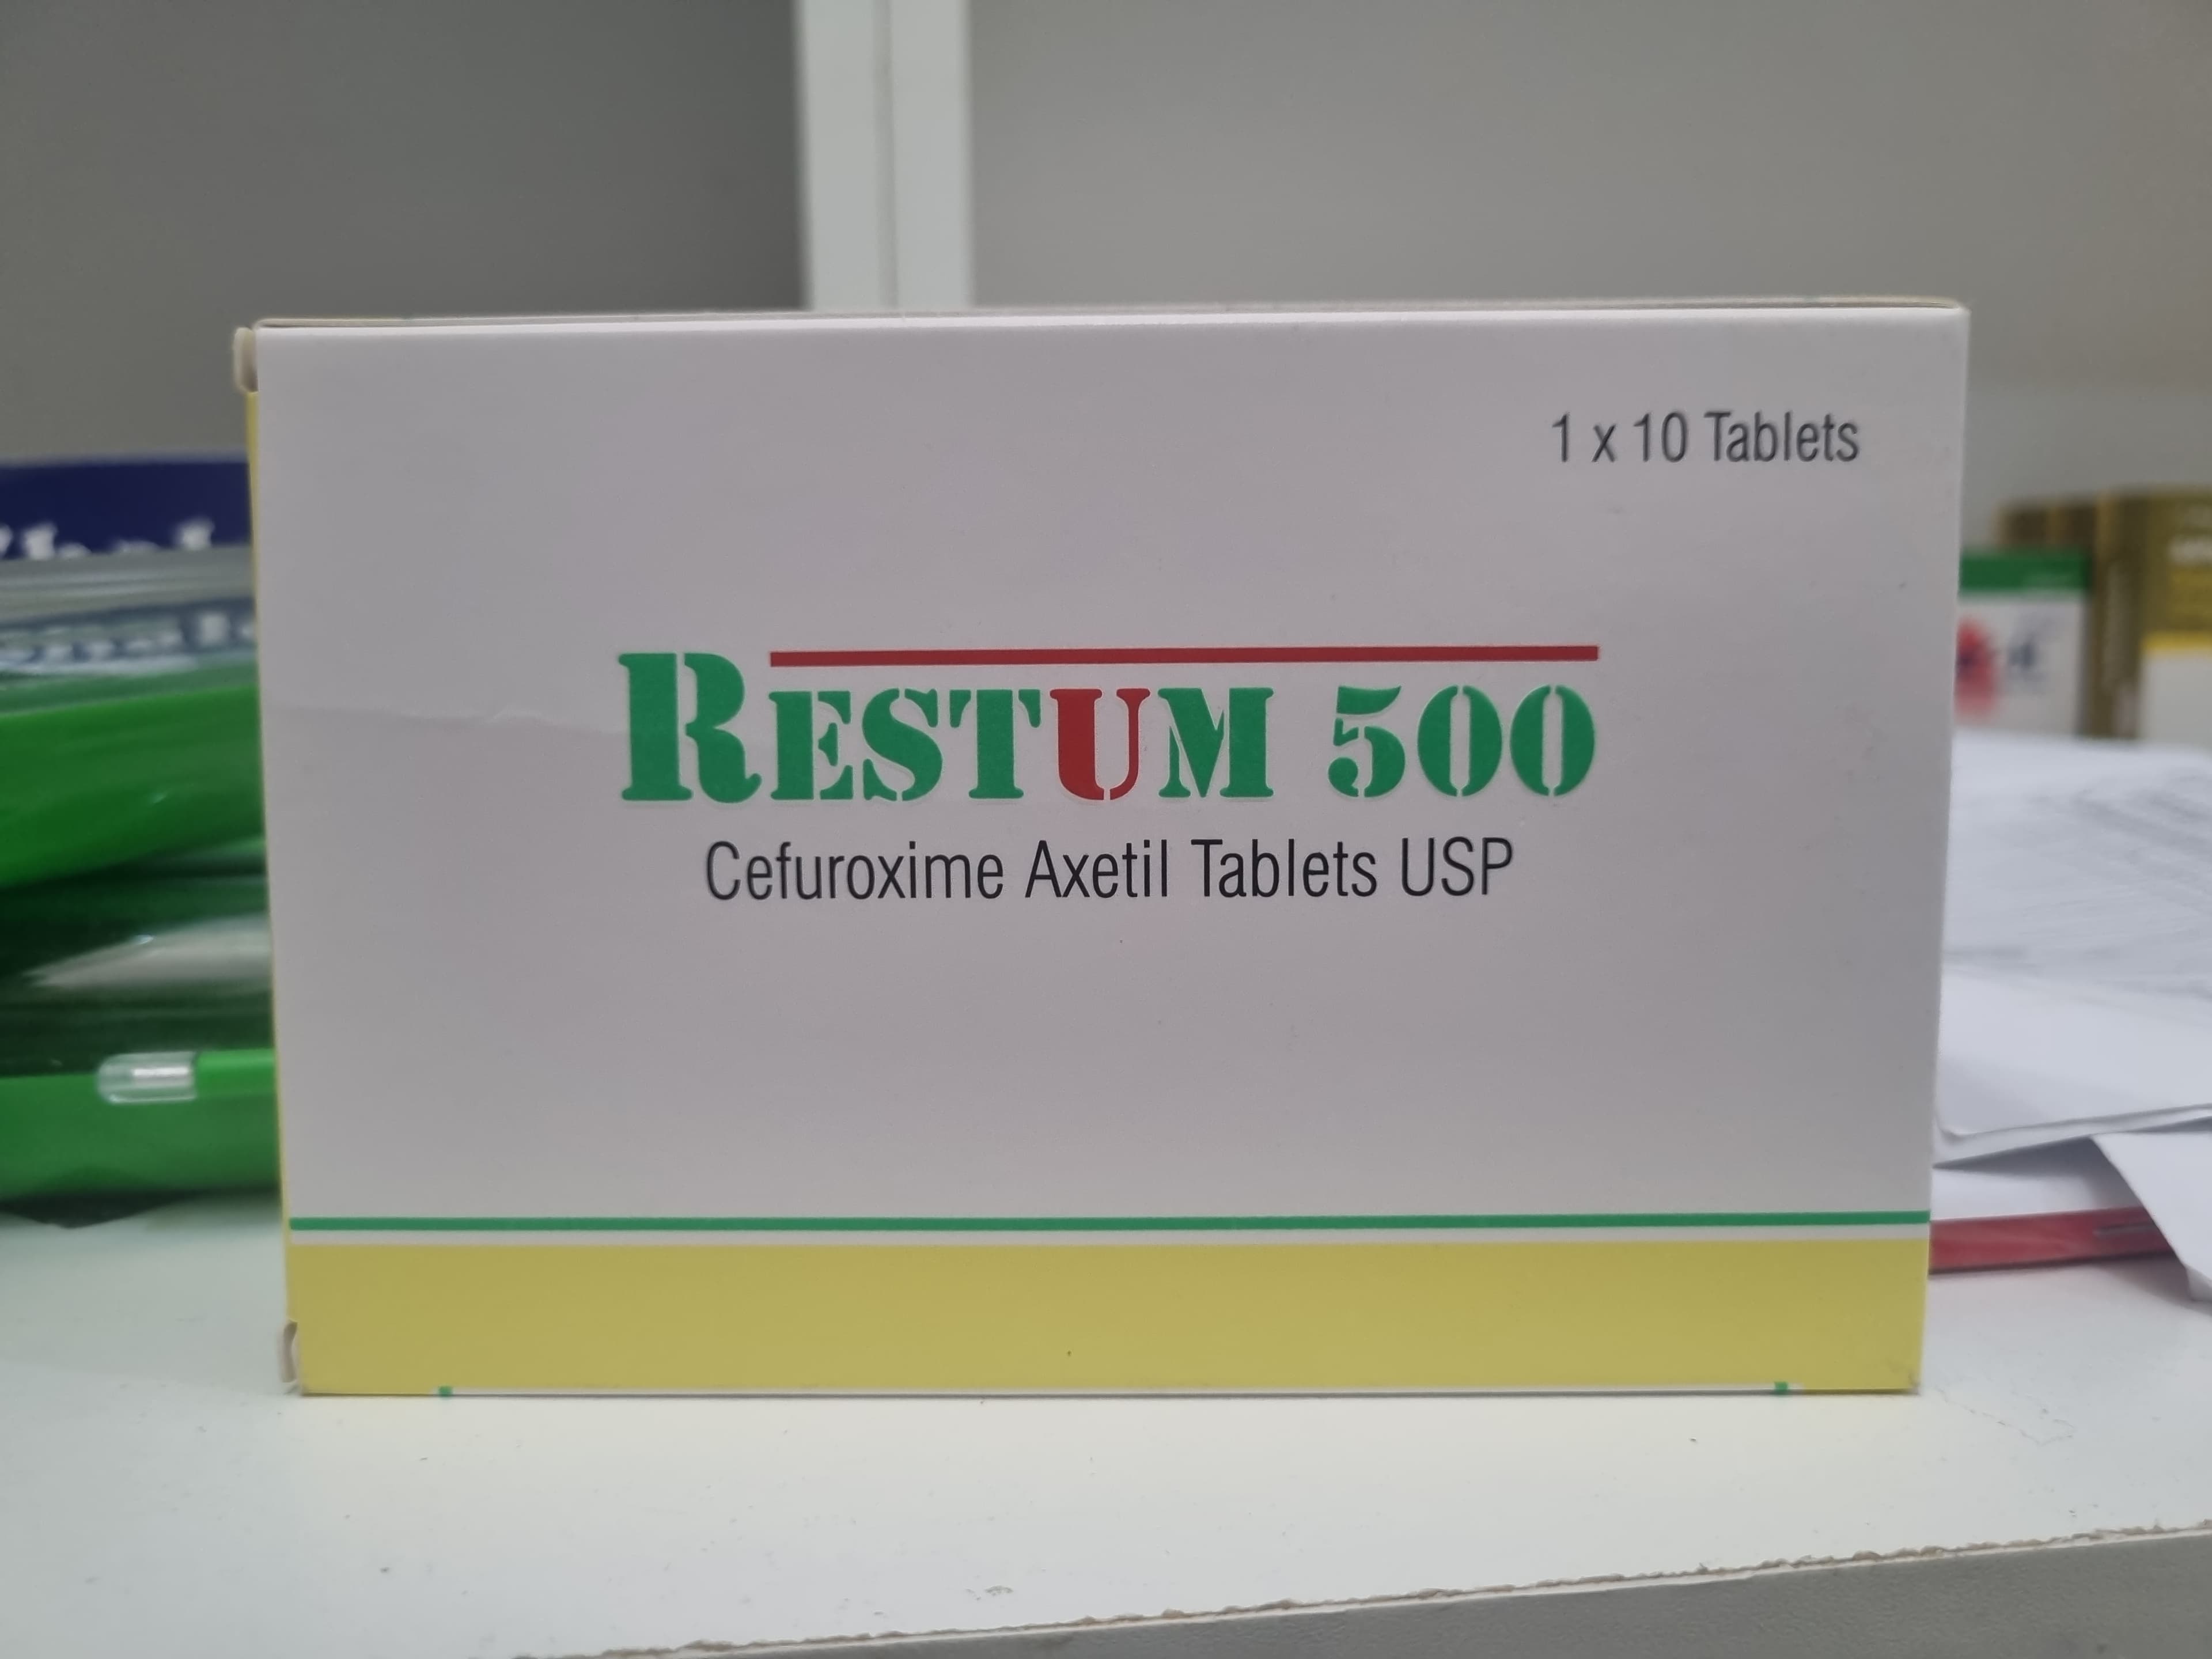 1 x 10 Tablets
RESTUM 500
Cefuroxime Axetil Tablets USP